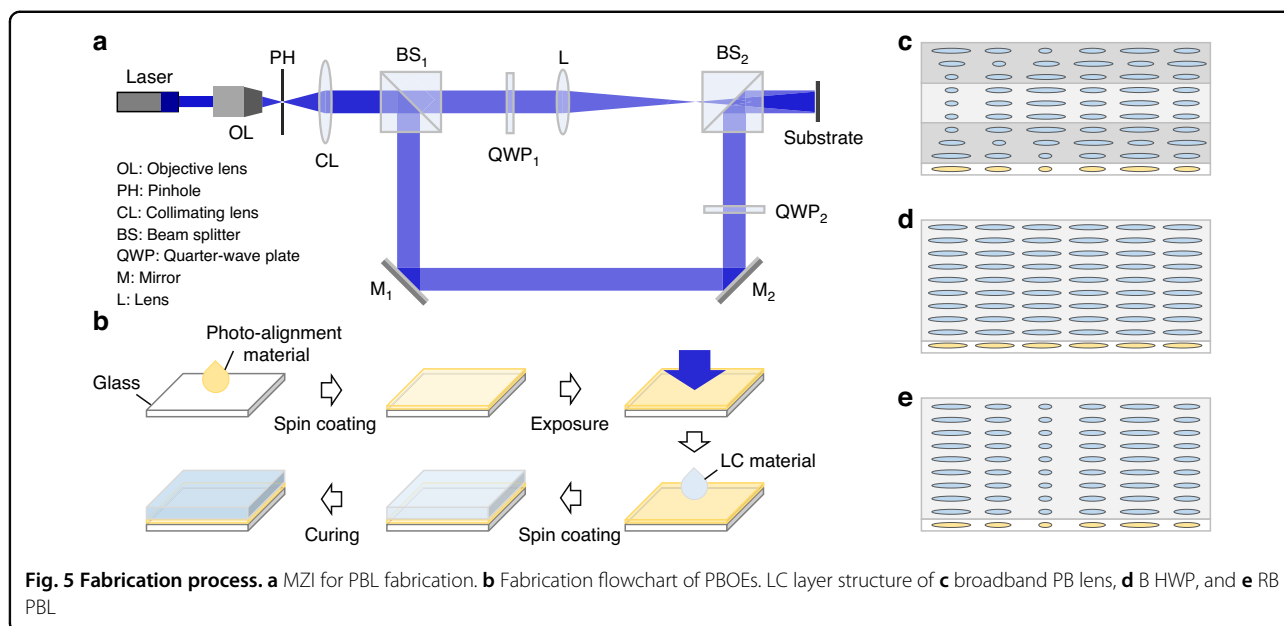 a
Laser
PH
BS₁
L
BS₂
OL
CL
QWP₁
Substrate
QWP₂
M₁
M₂
OL: Objective lens
PH: Pinhole
CL: Collimating lens
BS: Beam splitter
QWP: Quarter-wave plate
M: Mirror
L: Lens
b
Photo-alignment
material
Glass
Spin coating
Exposure
LC material
Spin coating
Curing
c
d
e
Fig. 5 Fabrication process. a MZI for PBL fabrication. b Fabrication flowchart of PBOEs. LC layer structure of c broadband PB lens, d B HWP, and e RB
PBL